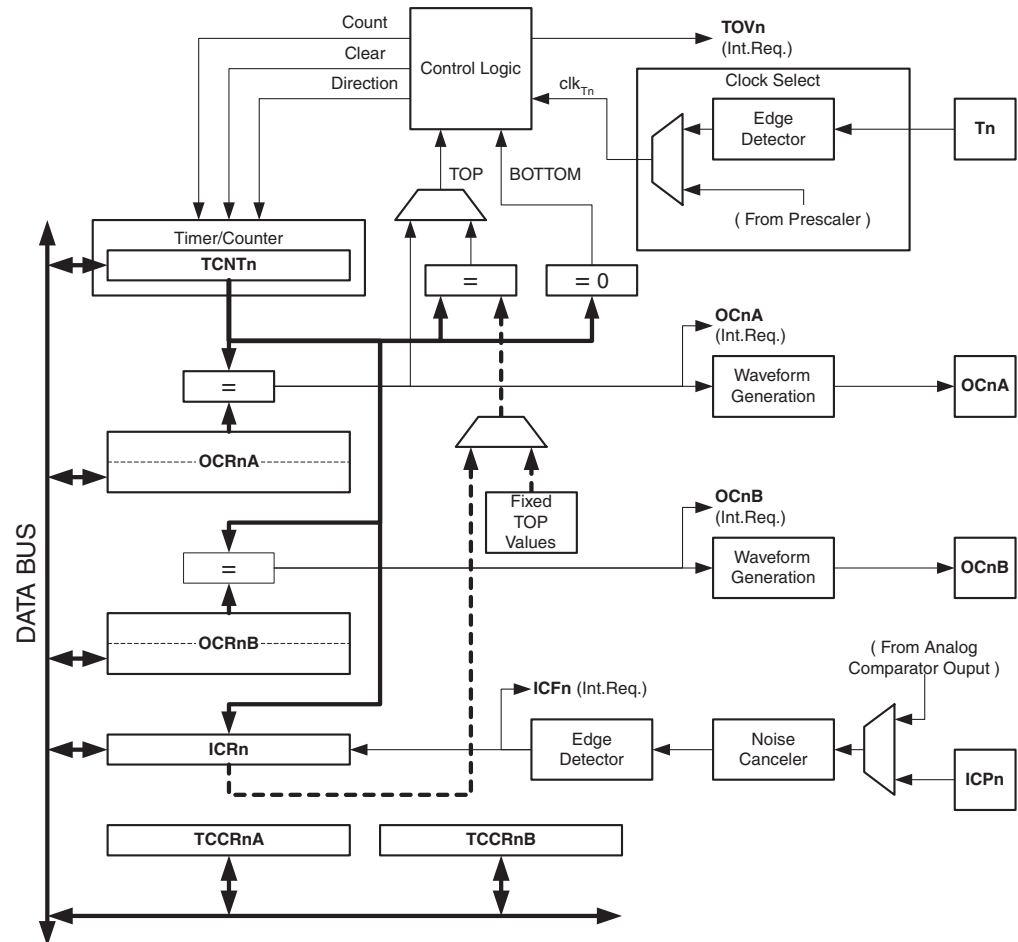 Count
TOVn
(Int.Req.)
Clear
Control Logic
Direction
clkTn
Clock Select
Edge
Detector
Tn
TOP
BOTTOM
( From Prescaler )
Timer/Counter
TCNTn
=
= 0
OCnA
(Int.Req.)
=
Waveform
Generation
OCnA
OCRnA
Fixed
TOP
Values
OCnB
(Int.Req.)
=
Waveform
Generation
OCnB
DATA BUS
OCRnB
( From Analog
Comparator Ouput )
ICFn (Int.Req.)
ICRn
Edge
Detector
Noise
Canceler
ICPn
TCCRnA
TCCRnB